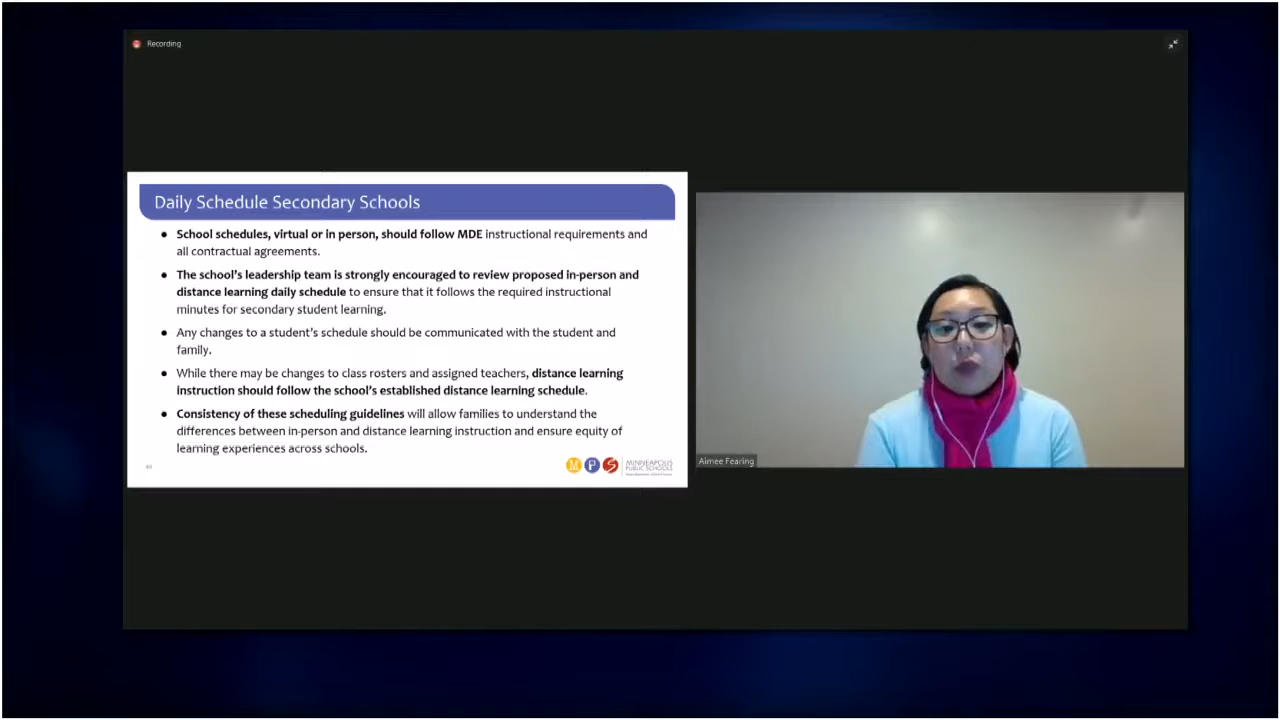 Recording
Daily Schedule Secondary Schools
● School schedules, virtual or in person, should follow MDE instructional requirements and
all contractual agreements.
● The school's leadership team is strongly encouraged to review proposed in-person and
distance learning daily schedule to ensure that it follows the required instructional
minutes for secondary student learning.
● Any changes to a student's schedule should be communicated with the student and
family.
● While there may be changes to class rosters and assigned teachers, distance learning
instruction should follow the school's established distance learning schedule.
● Consistency of these scheduling guidelines will allow families to understand the
differences between in-person and distance learning instruction and ensure equity of
learning experiences across schools.
M P S MINNEAPOLIS
PUBLIC SCHOOLS
Aimee Fearing